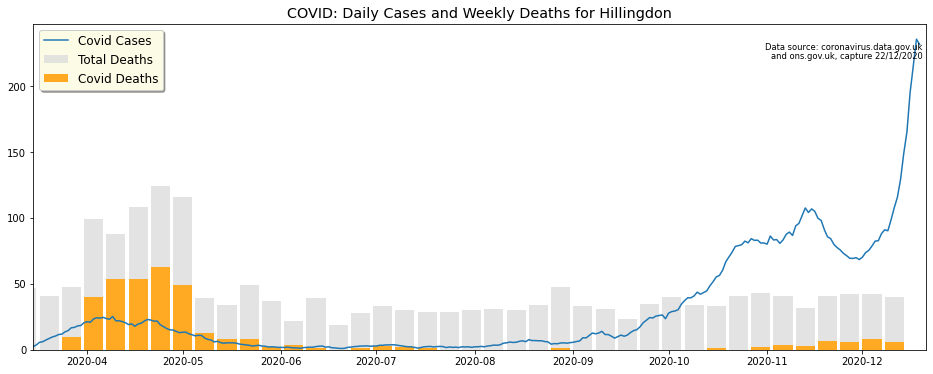 COVID: Daily Cases and Weekly Deaths for Hillingdon
Covid Cases
Total Deaths
Covid Deaths
Data source: coronavirus.data.gov.uk
and ons.gov.uk, capture 22/12/2020
200
150
100
50
0
2020-04 2020-05 2020-06 2020-07 2020-08 2020-09 2020-10 2020-11 2020-12